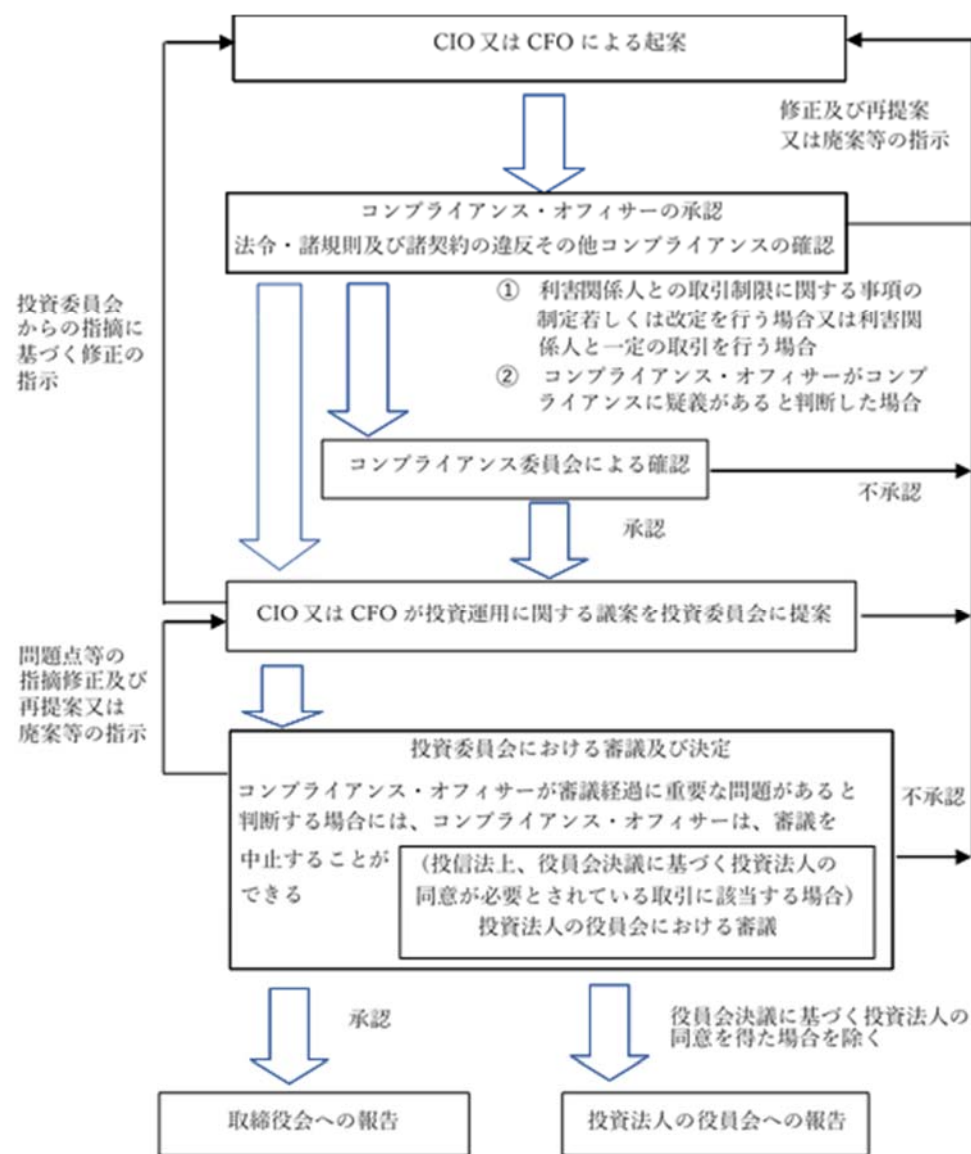 CIO 又は CFO による起案
修正及び再提案
又は廃案等の指示
コンプライアンス・オフィサーの承認
法令・諸規則及び諸契約の違反その他コンプライアンスの確認
投資委員会
からの指摘に
基づく修正の
指示
① 利害関係人との取引制限に関する事項の
制定若しくは改定を行う場合又は利害関
係人と一定の取引を行う場合
② コンプライアンス・オフィサーがコンプ
ライアンスに疑義があると判断した場合
コンプライアンス委員会による確認
不承認
承認
CIO 又は CFO が投資運用に関する議案を投資委員会に提案
問題点等の
指摘修正及び
再提案又は
廃案等の指示
投資委員会における審議及び決定
コンプライアンス・オフィサーが審議経過に重要な問題があると
判断する場合には、コンプライアンス・オフィサーは、審議を
中止することが
できる
不承認
(投信法上、役員会決議に基づく投資法人の
同意が必要とされている取引に該当する場合)
投資法人の役員会における審議
承認
役員会決議に基づく投資法人の
同意を得た場合を除く
取締役会への報告
投資法人の役員会への報告